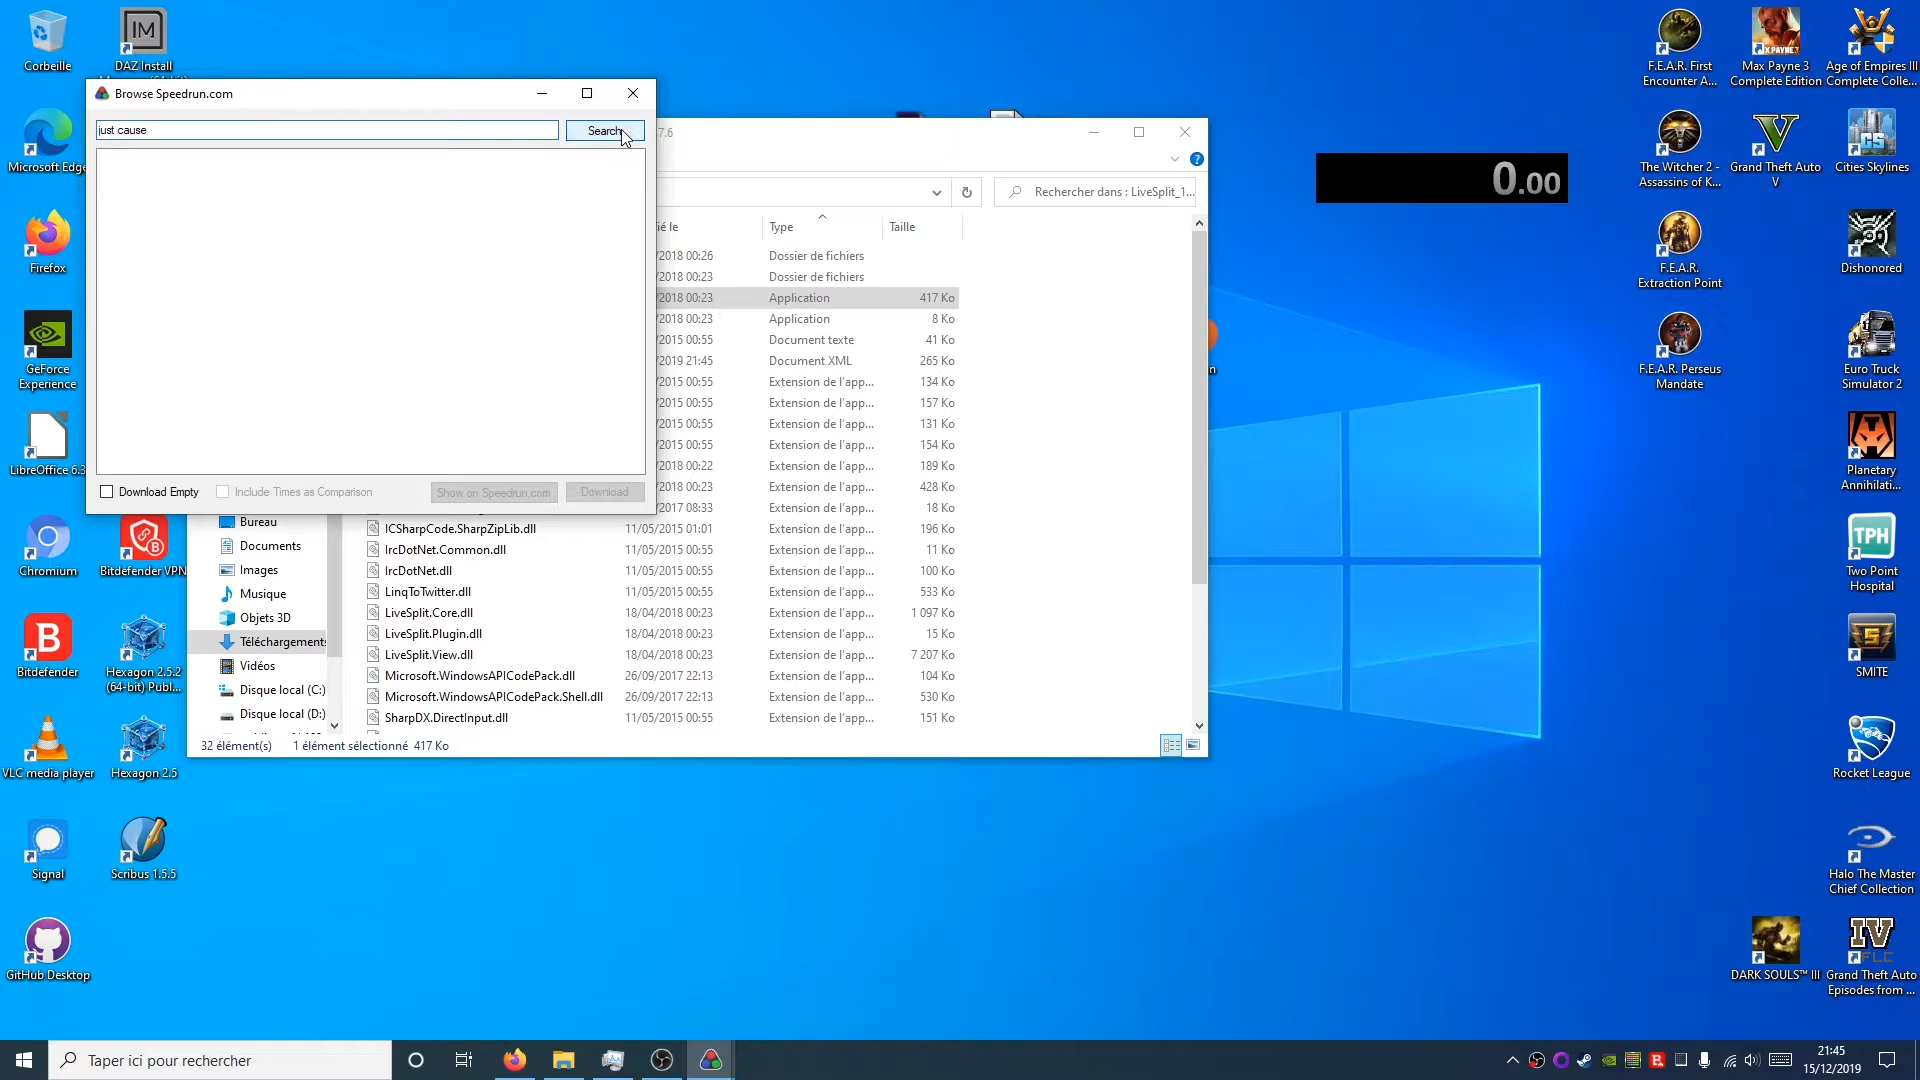 Corbeille
DAZ Install
Microsoft Edge
Firefox
GeForce
Experience
LibreOffice 6.3
Chromium
Bitdefender VPN
Bitdefender
Hexagon 2.5.2
(64-bit) Publ...
VLC media player
Hexagon 2.5
Signal
Scribus 1.5.5
GitHub Desktop
Browse Speedrun.com
just cause
Search
Download Empty
Include Times as Comparison
Show on Speedrun.com
Download
7.6
Rechercher dans : LiveSplit_1...
ié le
Type
Taille
/2018 00:26 Dossier de fichiers
/2018 00:23 Dossier de fichiers
/2018 00:23 Application 417 Ko
/2018 00:23 Application 8 Ko
/2015 00:55 Document texte 41 Ko
/2019 21:45 Document XML 265 Ko
/2015 00:55 Extension de l'app... 134 Ko
/2015 00:55 Extension de l'app... 157 Ko
/2015 00:55 Extension de l'app... 131 Ko
/2015 00:55 Extension de l'app... 154 Ko
/2018 00:22 Extension de l'app... 189 Ko
/2018 00:23 Extension de l'app... 428 Ko
/2017 08:33 Extension de l'app... 18 Ko
ICSharpCode.SharpZipLib.dll 11/05/2015 01:01 Extension de l'app... 196 Ko
IrcDotNet.Common.dll 11/05/2015 00:55 Extension de l'app... 11 Ko
IrcDotNet.dll 11/05/2015 00:55 Extension de l'app... 100 Ko
LinqToTwitter.dll 11/05/2015 00:55 Extension de l'app... 533 Ko
LiveSplit.Core.dll 18/04/2018 00:23 Extension de l'app... 1 097 Ko
LiveSplit.Plugin.dll 18/04/2018 00:23 Extension de l'app... 15 Ko
LiveSplit.View.dll 18/04/2018 00:23 Extension de l'app... 7 207 Ko
Microsoft.WindowsAPICodePack.dll 26/09/2017 22:13 Extension de l'app... 104 Ko
Microsoft.WindowsAPICodePack.Shell.dll 26/09/2017 22:13 Extension de l'app... 530 Ko
SharpDX.DirectInput.dll 11/05/2015 00:55 Extension de l'app... 151 Ko
Bureau
Documents
Images
Musique
Objets 3D
Téléchargements
Vidéos
Disque local (C:)
Disque local (D:)
32 élément(s) 1 élément sélectionné 417 Ko
0.00
F.E.A.R. First
Encounter A...
Max Payne 3
Complete Edition
Age of Empires III
Complete Colle...
The Witcher 2 -
Assassins of K...
Grand Theft Auto
V
Cities Skylines
F.E.A.R.
Extraction Point
Dishonored
F.E.A.R. Perseus
Mandate
Euro Truck
Simulator 2
Planetary
Annihilati...
TPH
Two Point
Hospital
SMITE
Rocket League
Halo The Master
Chief Collection
DARK SOULS™ III
Grand Theft Auto
Episodes from ...
Taper ici pour rechercher
21:45
15/12/2019